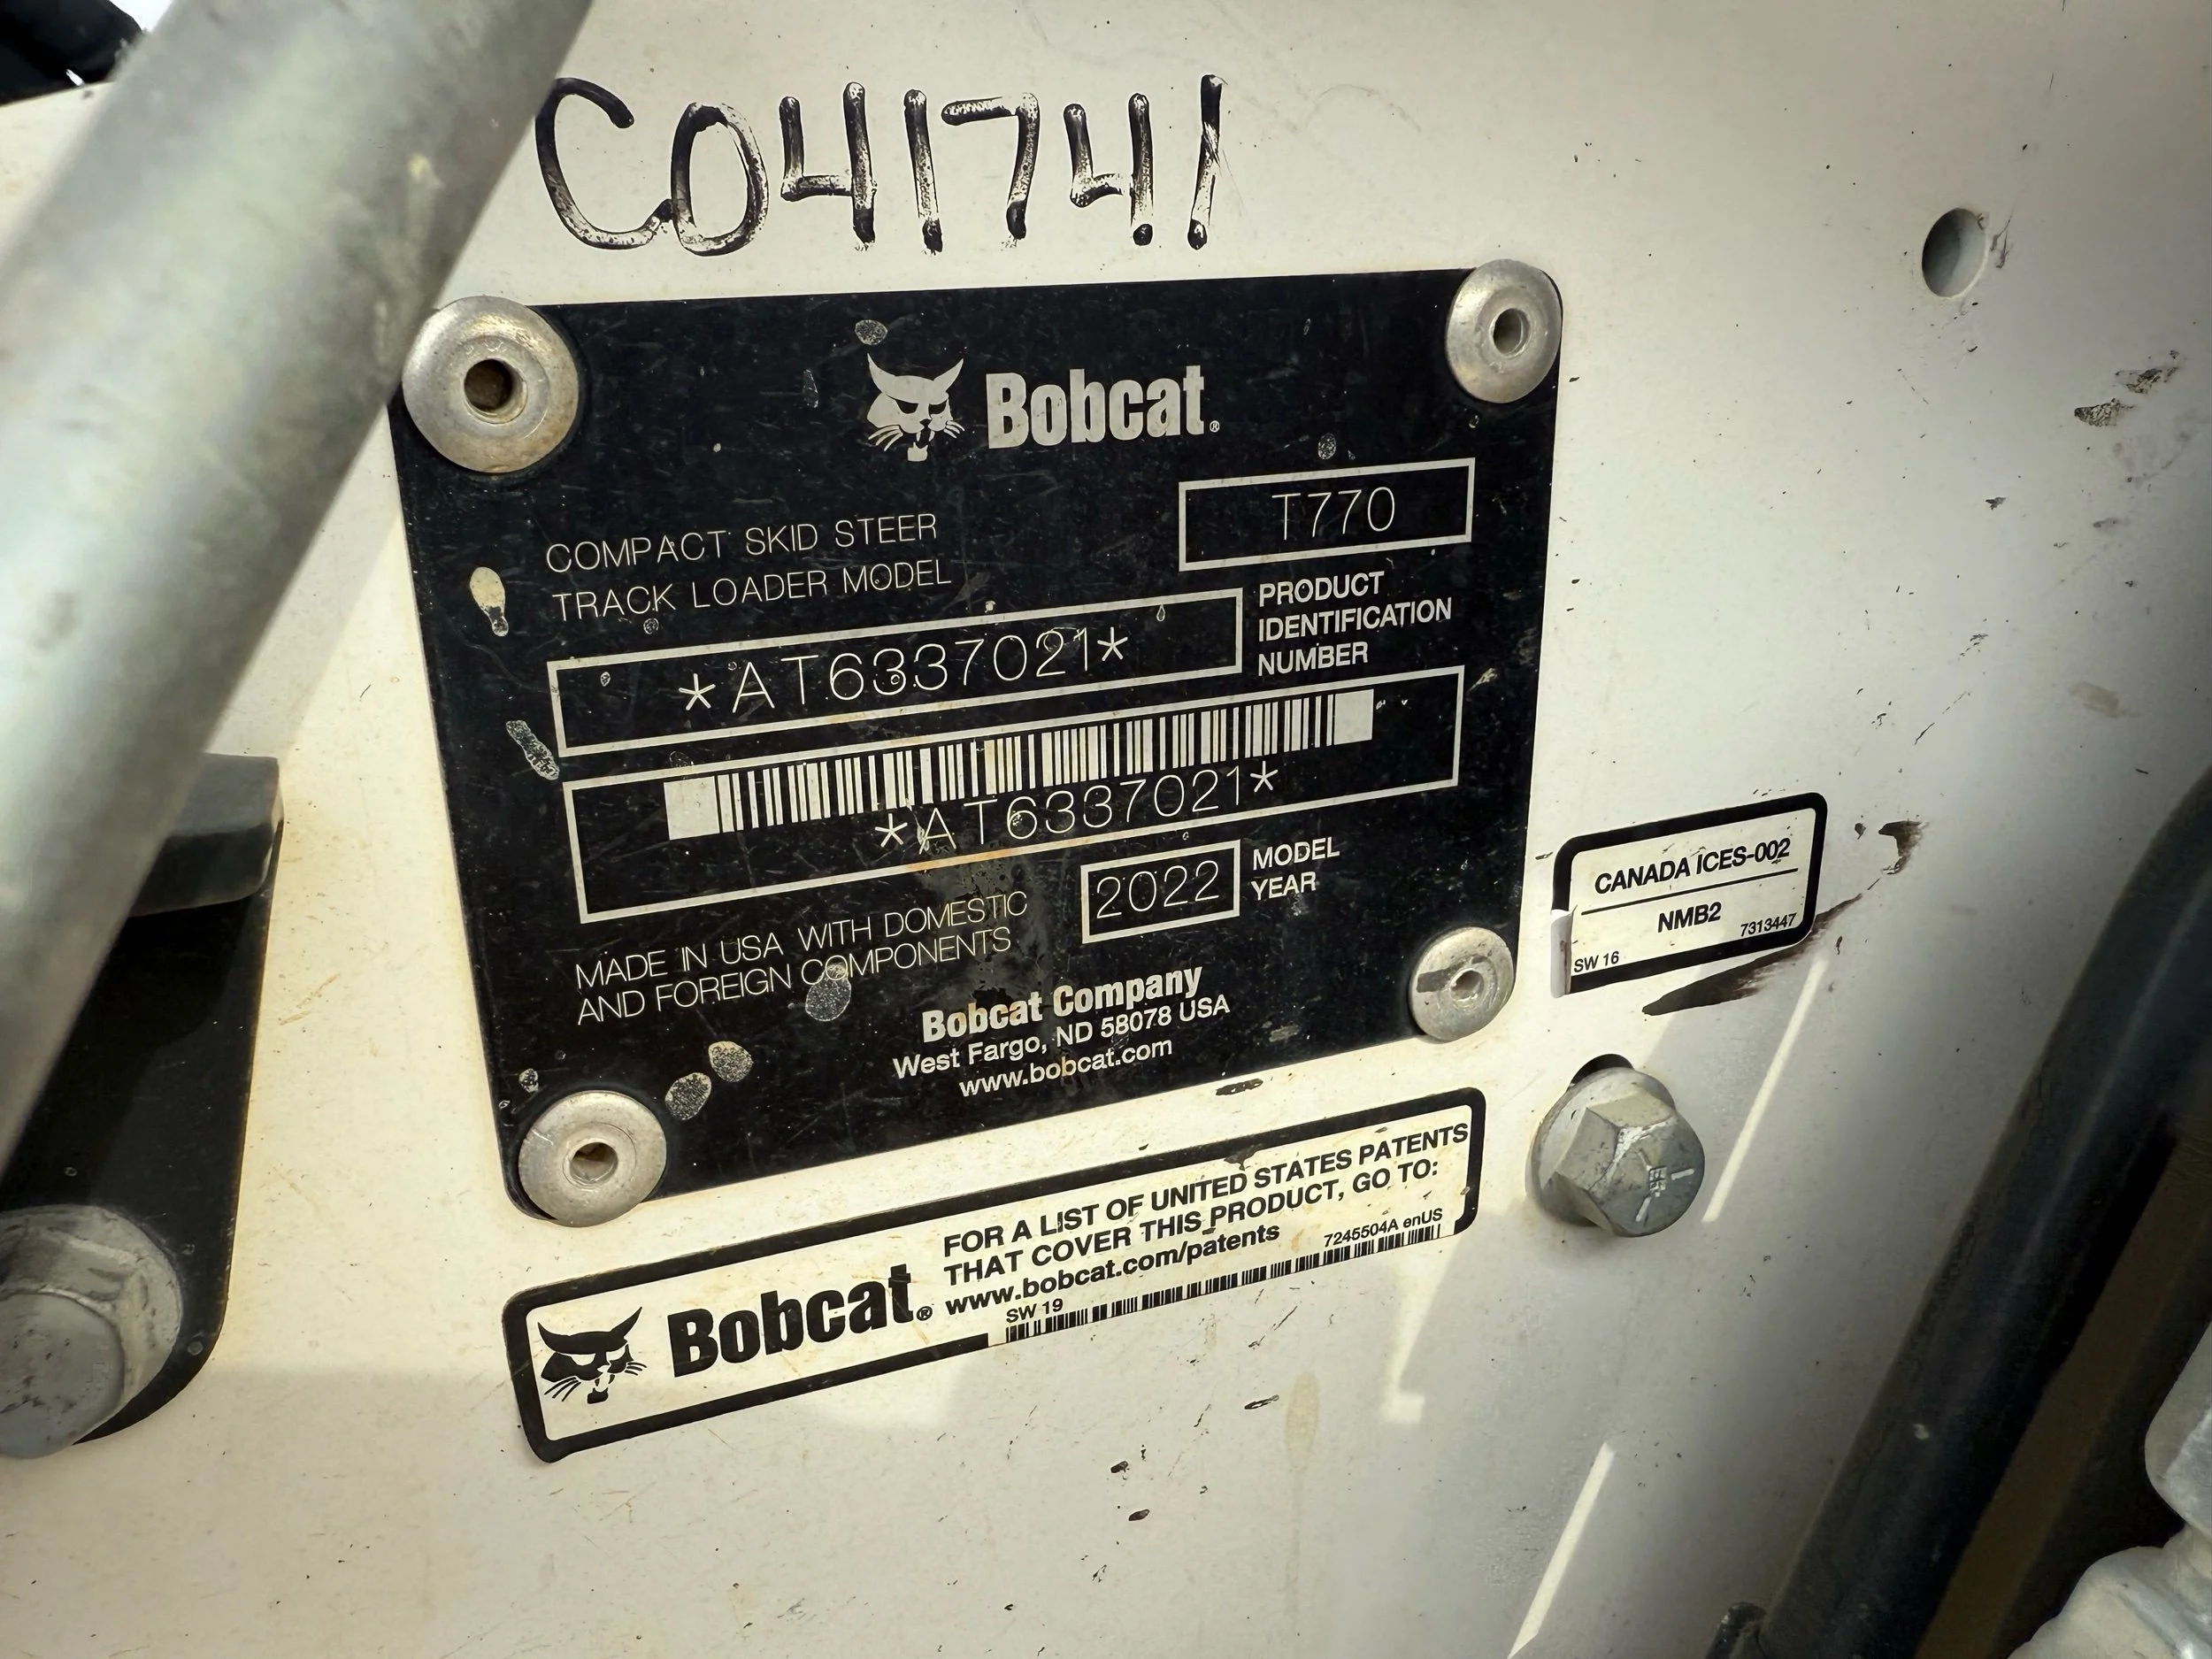 C041741
Bobcat®
T770
COMPACT SKID STEER
TRACK LOADER MODEL
PRODUCT
IDENTIFICATION
NUMBER
*AT6337021*
*AT6337021*
2022
MODEL
YEAR
MADE IN USA WITH DOMESTIC
AND FOREIGN COMPONENTS
Bobcat Company
West Fargo, ND 58078 USA
www.bobcat.com
CANADA ICES-002
NMB2
7313447
SW 16
Bobcat®
FOR A LIST OF UNITED STATES PATENTS
THAT COVER THIS PRODUCT, GO TO:
www.bobcat.com/patents
7245504A enUS
SW 19